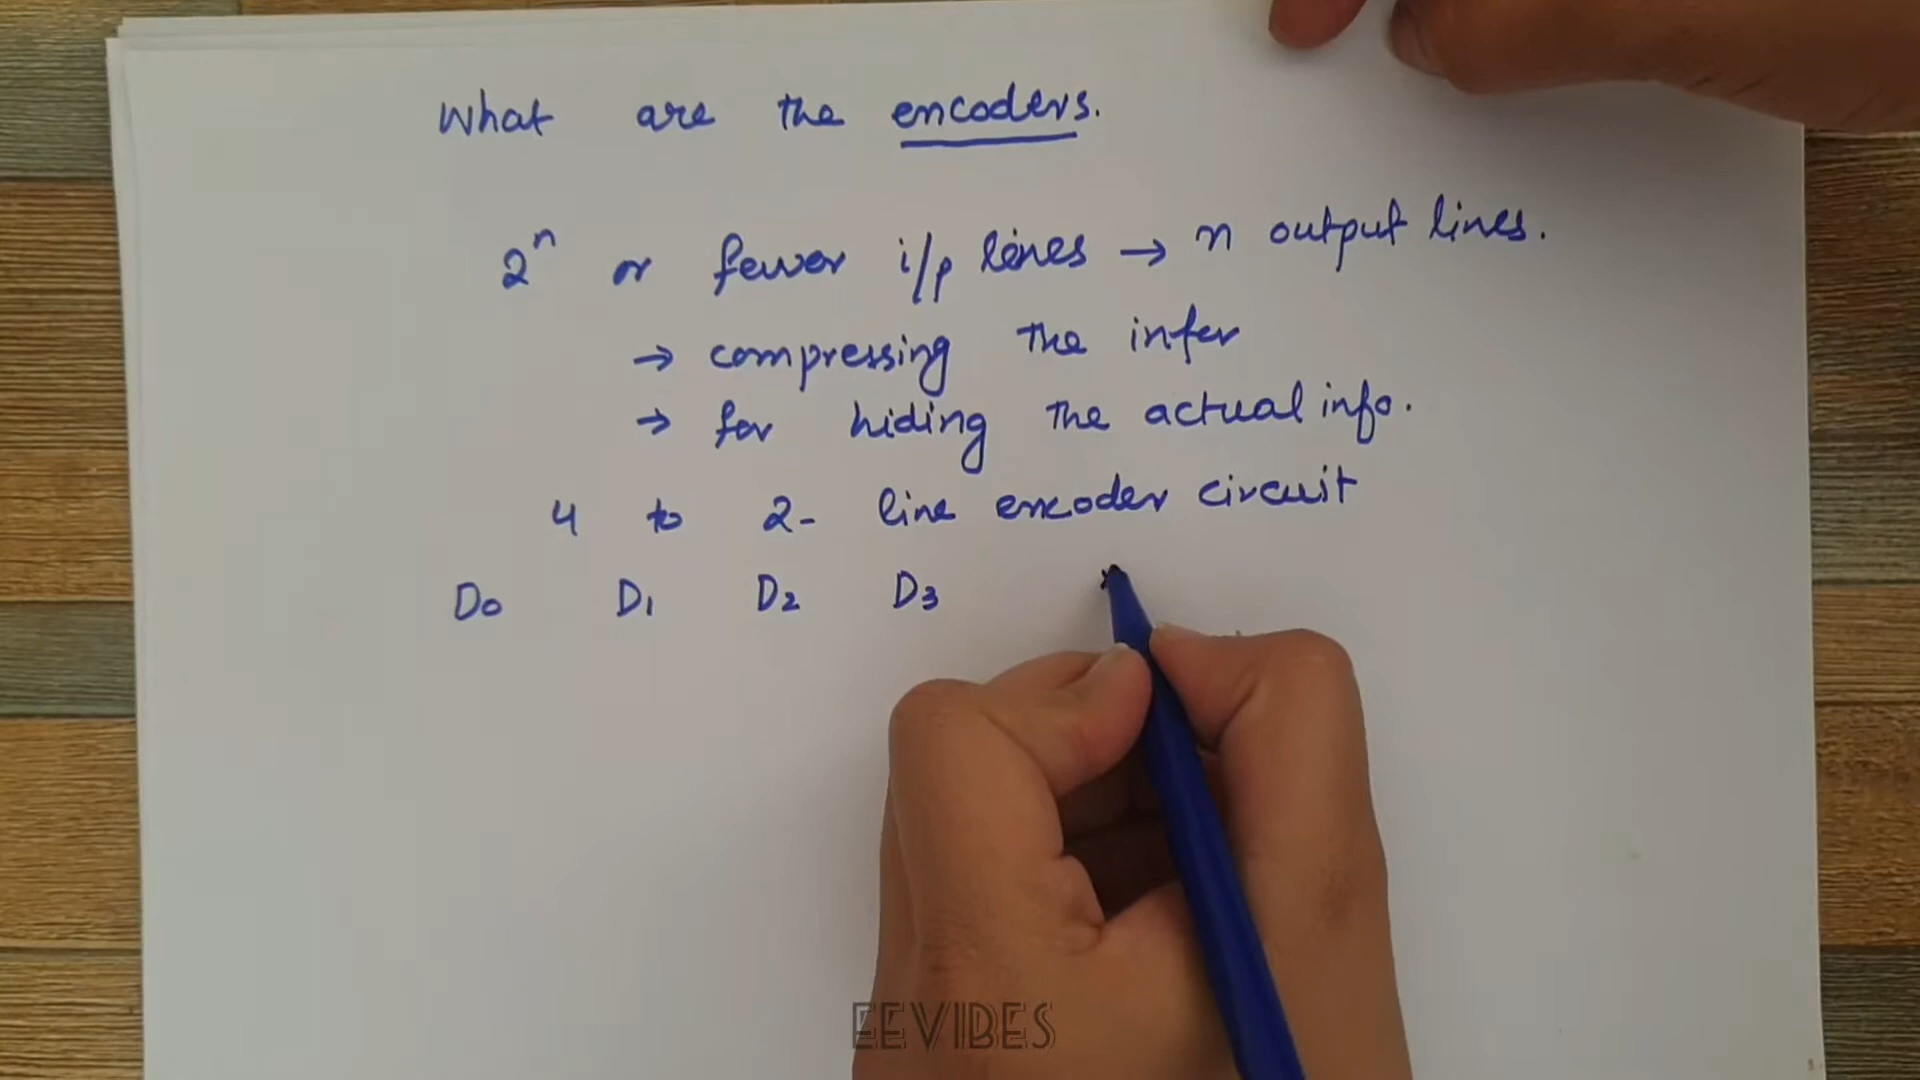 What are the encoders.
2^n or fewer i/p lines → n output lines.
→ compressing the infor
→ for hiding the actual info.
4 to 2- line encoder circuit
D0 D1 D2 D3
EEVIBES